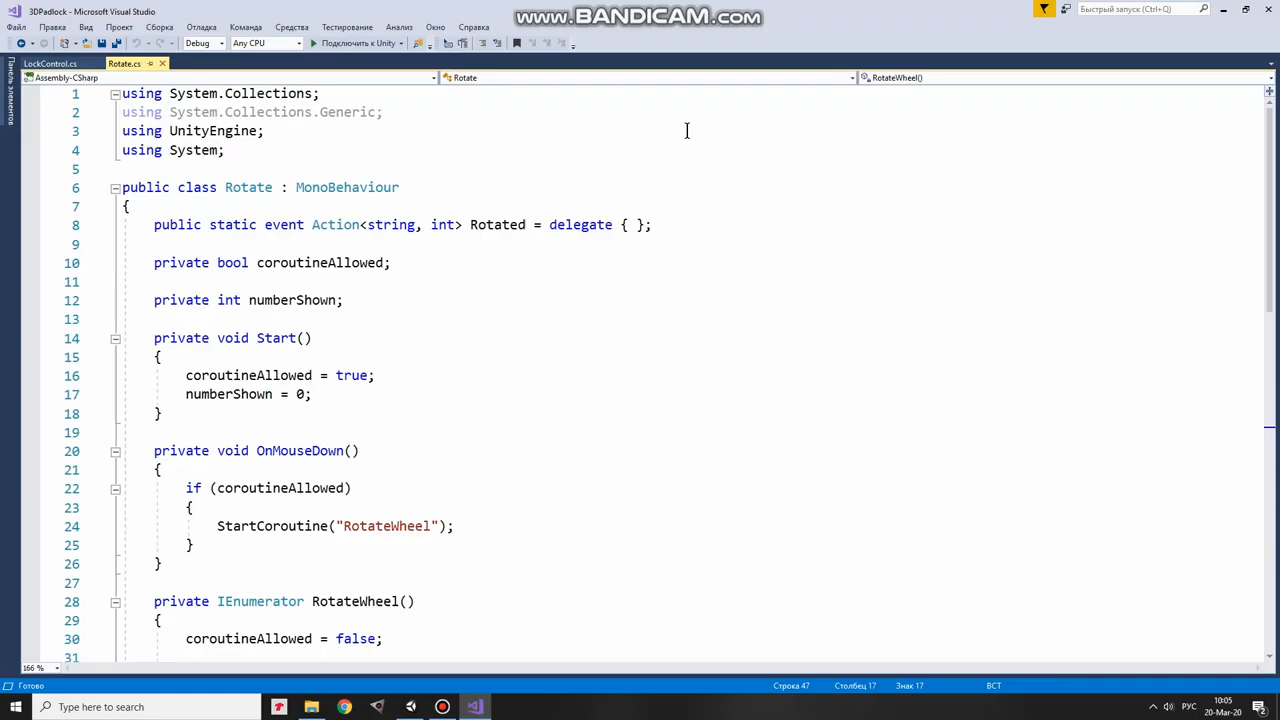 3DPadlock - Microsoft Visual Studio
www.BANDICAM.com
Быстрый запуск (Ctrl+Q)
Файл Правка Вид Проект Сборка Отладка Команда Средства Тестирование Анализ Окно Справка
Debug Any CPU Подключить к Unity
Панель элементов
LockControl.cs Rotate.cs
Assembly-CSharp Rotate RotateWheel()
1 using System.Collections;
2 using System.Collections.Generic;
3 using UnityEngine;
4 using System;
5
6 public class Rotate : MonoBehaviour
7 {
8 public static event Action<string, int> Rotated = delegate { };
9
10 private bool coroutineAllowed;
11
12 private int numberShown;
13
14 private void Start()
15 {
16 coroutineAllowed = true;
17 numberShown = 0;
18 }
19
20 private void OnMouseDown()
21 {
22 if (coroutineAllowed)
23 {
24 StartCoroutine("RotateWheel");
25 }
26 }
27
28 private IEnumerator RotateWheel()
29 {
30 coroutineAllowed = false;
31
166 %
Готово Строка 47 Столбец 17 Знак 17 ВСТ
Type here to search
РУС
10:05
20-Mar-20
2